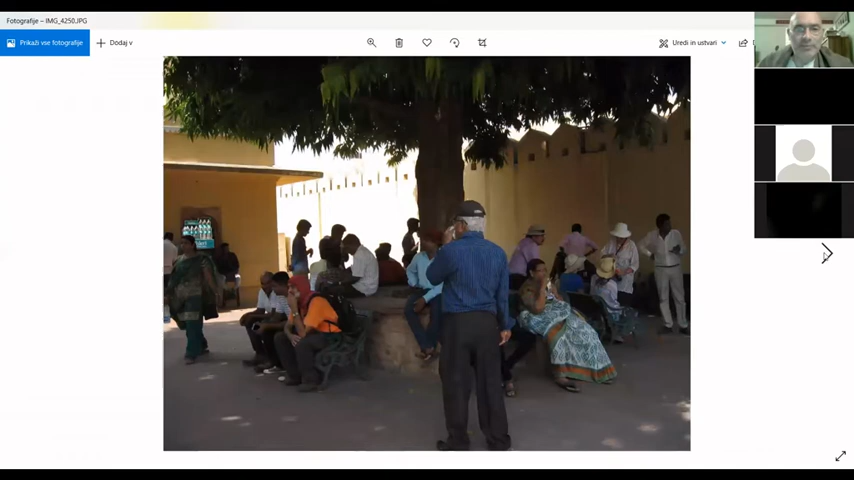 Fotografije – IMG_4250.JPG
Prikaži vse fotografije
Dodaj v
Uredi in ustvari